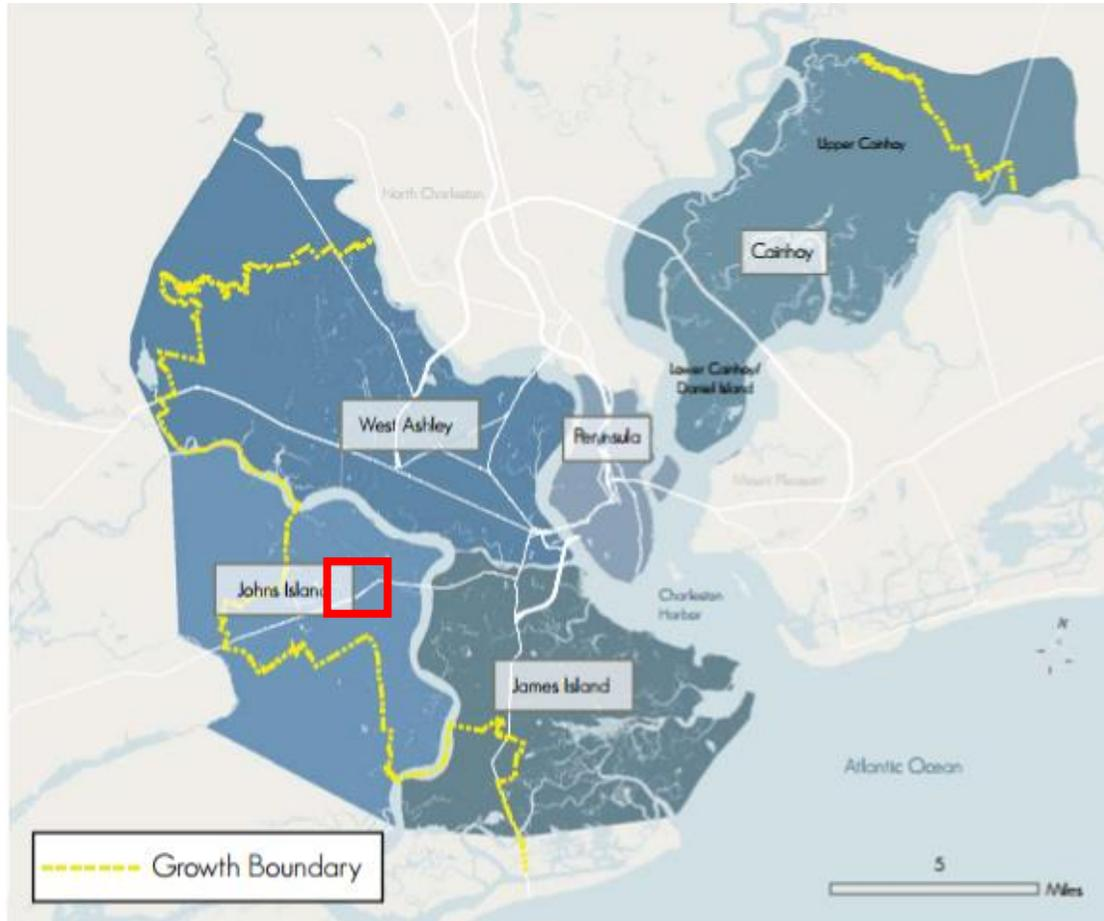 Upper Cainhoy
North Charleston
Cainhoy
Lower Cainhoy/
Daniel Island
West Ashley
Peninsula
Mount Pleasant
Johns Island
Charleston
Harbor
N
James Island
Atlantic Ocean
Growth Boundary
5
Miles